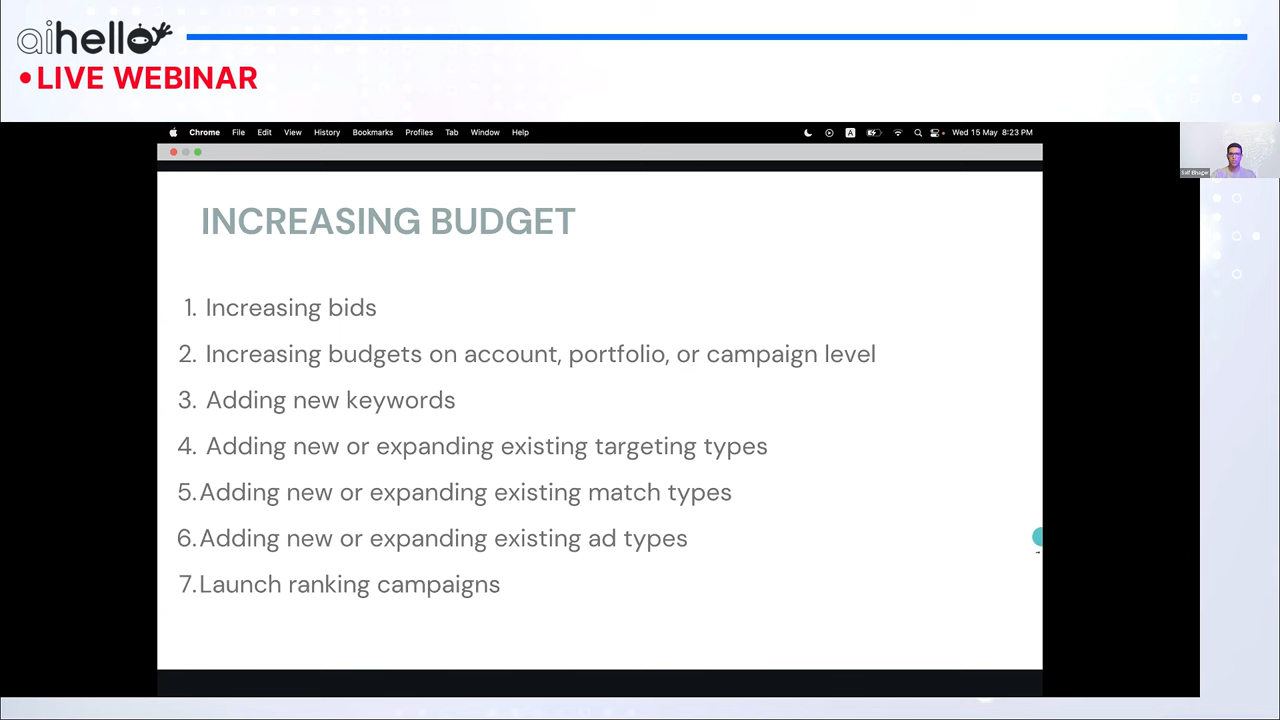 aihello
•LIVE WEBINAR
Chrome File Edit View History Bookmarks Profiles Tab Window Help
A
Wed 15 May 8:23 PM
INCREASING BUDGET
1. Increasing bids
2. Increasing budgets on account, portfolio, or campaign level
3. Adding new keywords
4. Adding new or expanding existing targeting types
5. Adding new or expanding existing match types
6. Adding new or expanding existing ad types
7. Launch ranking campaigns